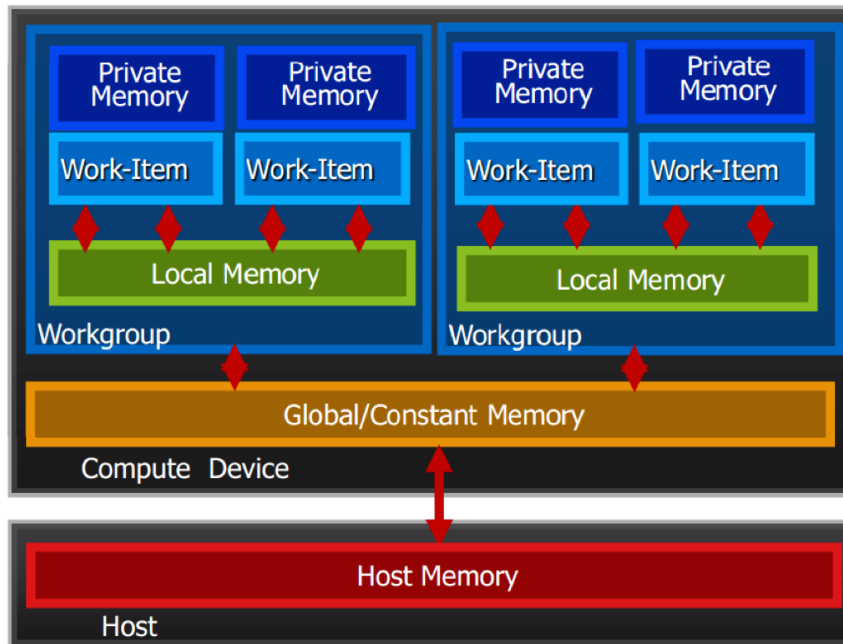 Private
Memory
Private
Memory
Work-Item
Work-Item
Local Memory
Workgroup
Private
Memory
Private
Memory
Work-Item
Work-Item
Local Memory
Workgroup
Global/Constant Memory
Compute Device
Host Memory
Host